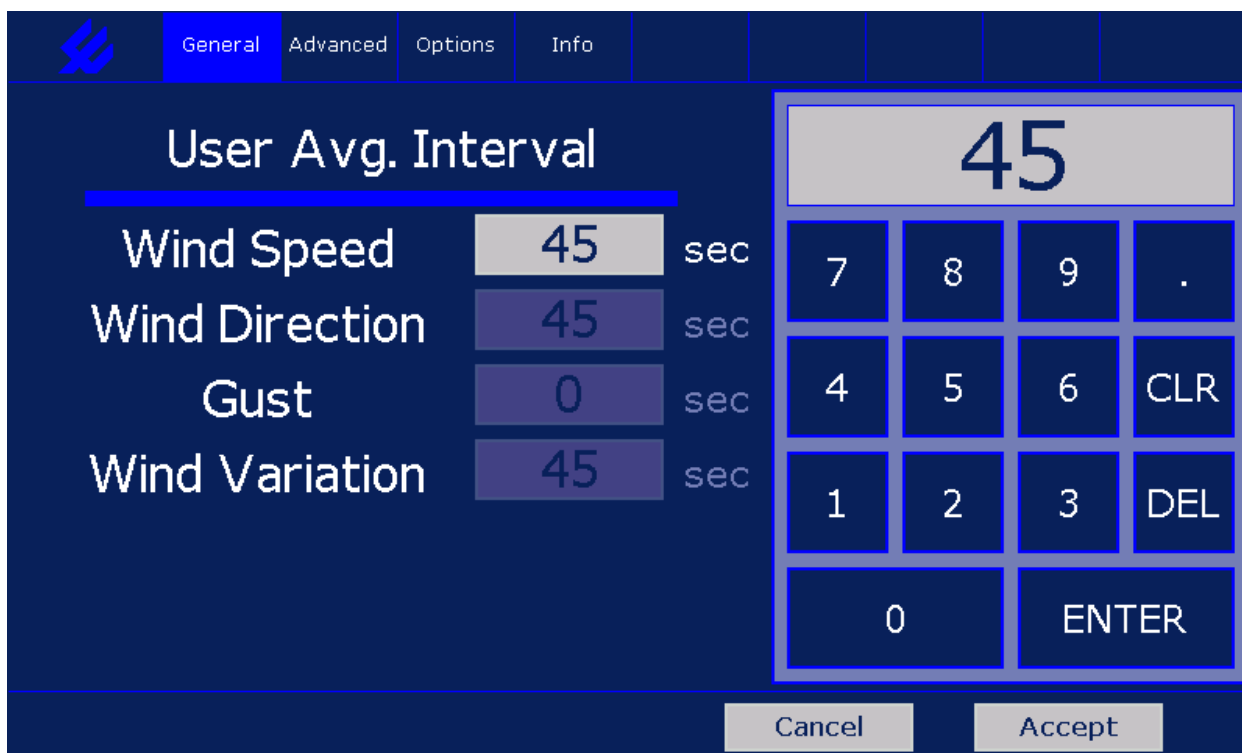 General Advanced Options Info
User Avg. Interval
Wind Speed 45 sec
Wind Direction 45 sec
Gust 0 sec
Wind Variation 45 sec
45
7 8 9 .
4 5 6 CLR
1 2 3 DEL
0 ENTER
Cancel Accept